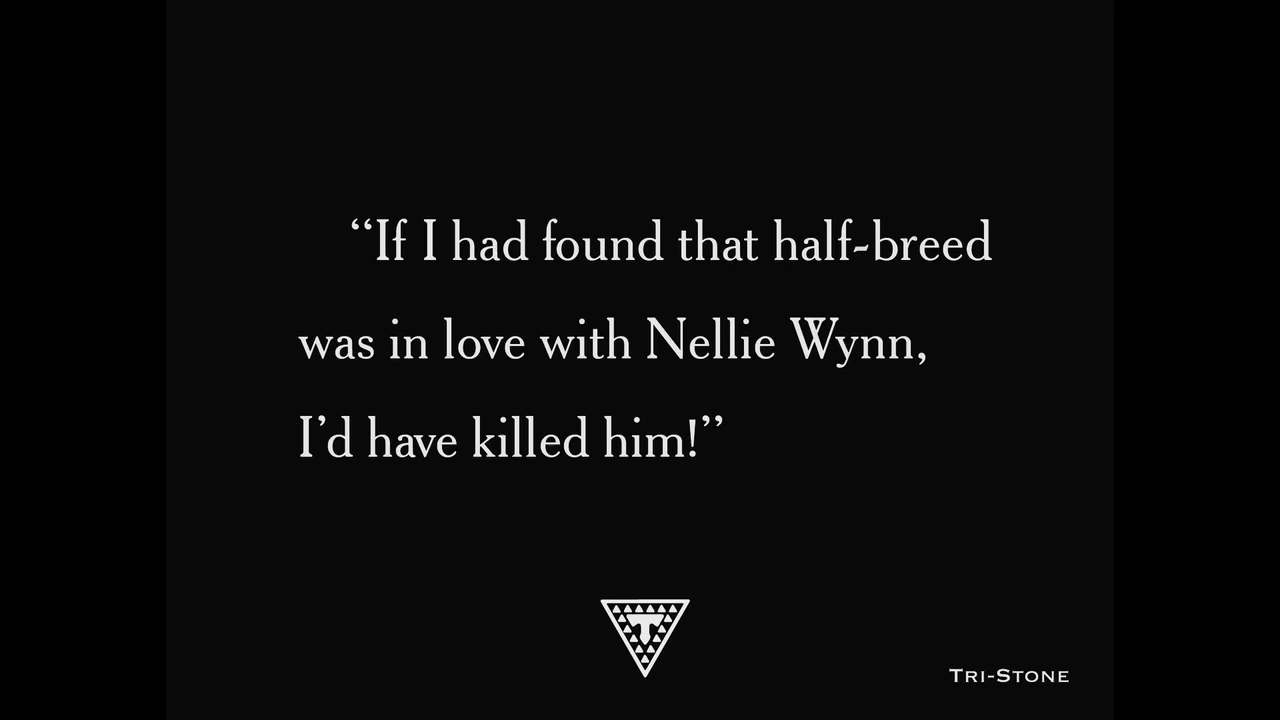 “If I had found that half-breed
was in love with Nellie Wynn,
I’d have killed him!”
T
Tri-Stone